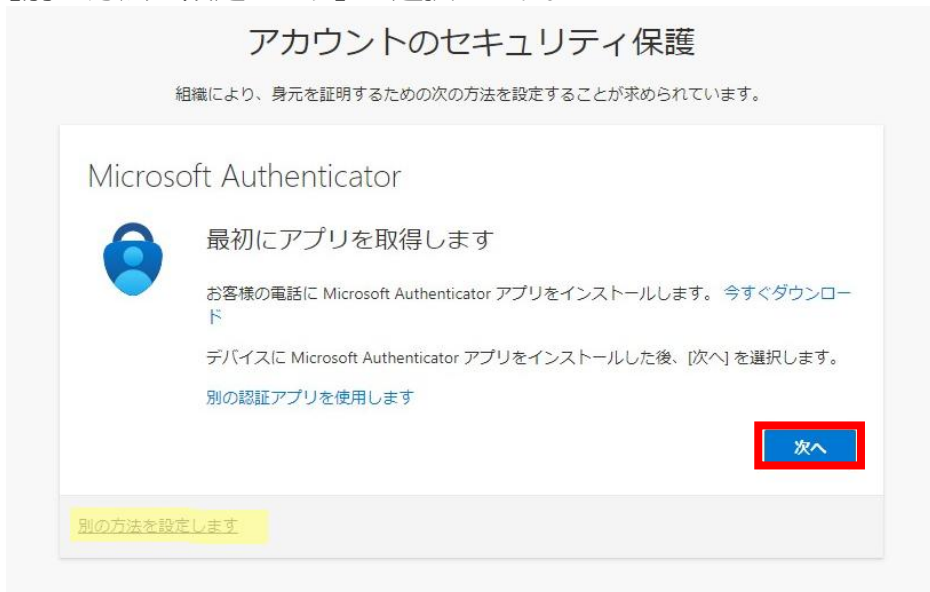 アカウントのセキュリティ保護
組織により、身元を証明するための次の方法を設定することが求められています。
Microsoft Authenticator
最初にアプリを取得します
お客様の電話に Microsoft Authenticator アプリをインストールします。 今すぐダウンロー
ド
デバイスに Microsoft Authenticator アプリをインストールした後、[次へ] を選択します。
別の認証アプリを使用します
次へ
別の方法を設定します